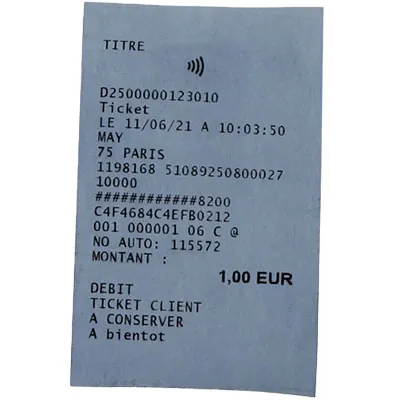 TITRE
D2500000123010
Ticket
LE 11/06/21 A 10:03:50
MAY
75 PARIS
1198168 51089250800027
10000
############8200
C4F4684C4EFB0212
001 000001 06 C @
NO AUTO: 115572
MONTANT :
1,00 EUR
DEBIT
TICKET CLIENT
A CONSERVER
A bientot